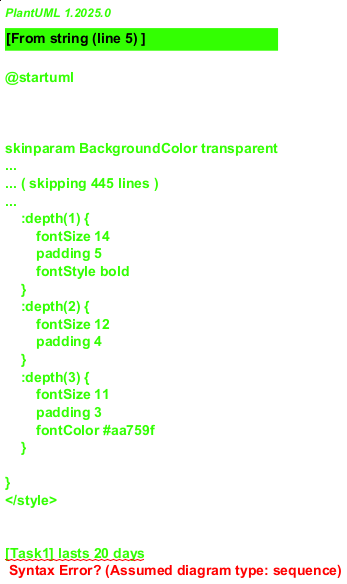 PlantUML 1.2025.0
[From string (line 5) ]
@startuml
skinparam BackgroundColor transparent
...
... ( skipping 445 lines )
...
:depth(1) {
fontSize 14
padding 5
fontStyle bold
}
:depth(2) {
fontSize 12
padding 4
}
:depth(3) {
fontSize 11
padding 3
fontColor #aa759f
}
}
</style>
[Task1] lasts 20 days
Syntax Error? (Assumed diagram type: sequence)